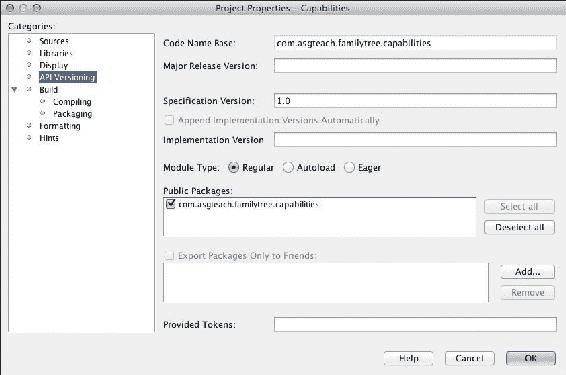 Project Properties – Capabilities
Categories:
Sources
Libraries
Display
API Versioning
Build
Compiling
Packaging
Formatting
Hints
Code Name Base:
com.asgteach.familytree.capabilities
Major Release Version:
Specification Version:
1.0
Append Implementation Versions Automatically
Implementation Version
Module Type:
Regular
Autoload
Eager
Public Packages:
com.asgteach.familytree.capabilities
Select all
Deselect all
Export Packages Only to Friends:
Add...
Remove
Provided Tokens:
Help
Cancel
OK